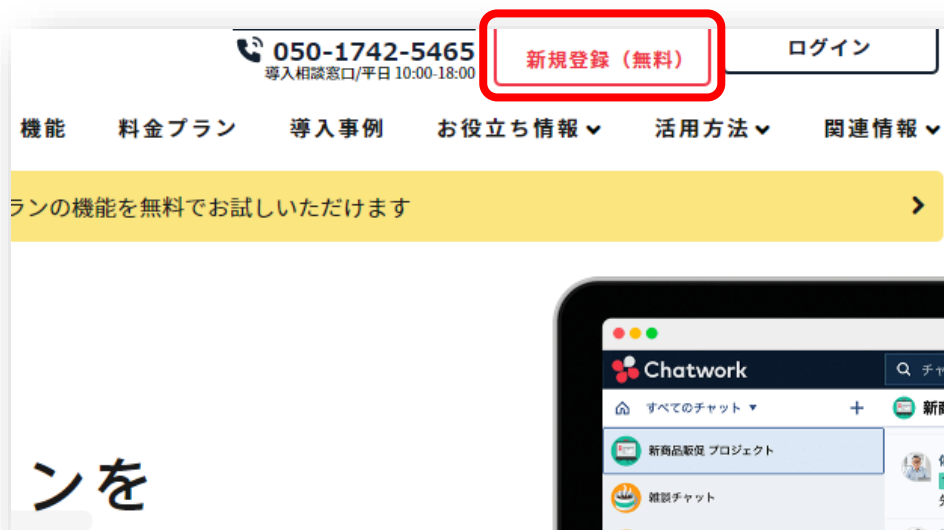 050-1742-5465
導入相談窓口/平日 10:00-18:00
新規登録（無料）
ログイン
機能 料金プラン 導入事例 お役立ち情報 活用方法 関連情報
ランの機能を無料でお試しいただけます
Chatwork
チャ
すべてのチャット
新商
新商品販促 プロジェクト
雑談チャット
ンを